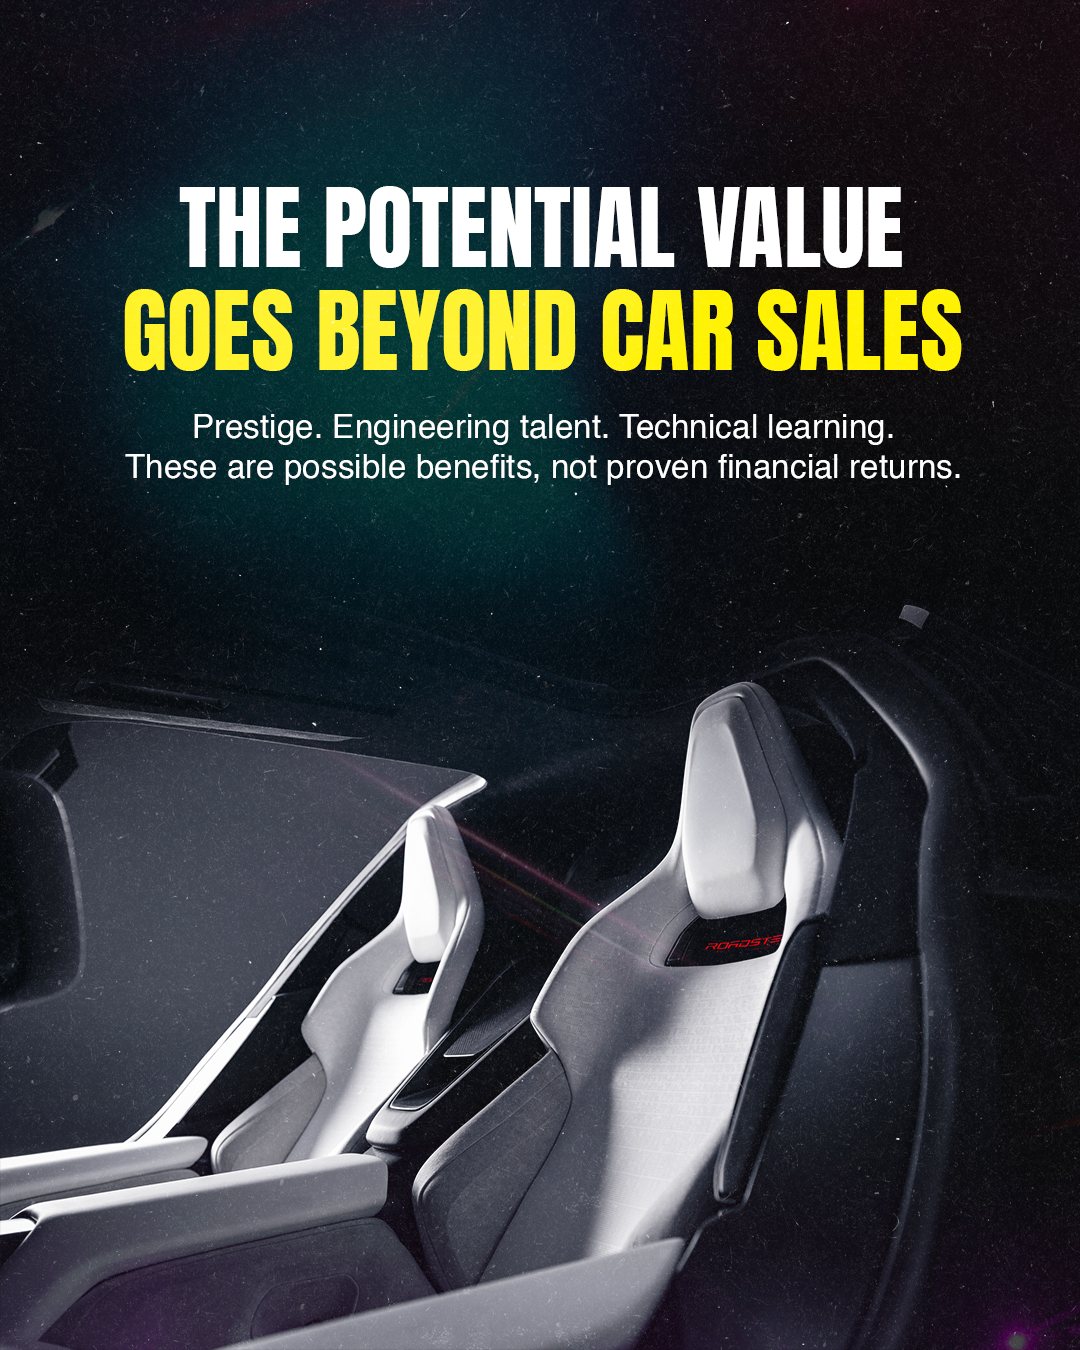 THE POTENTIAL VALUE
GOES BEYOND CAR SALES
Prestige. Engineering talent. Technical learning.
These are possible benefits, not proven financial returns.